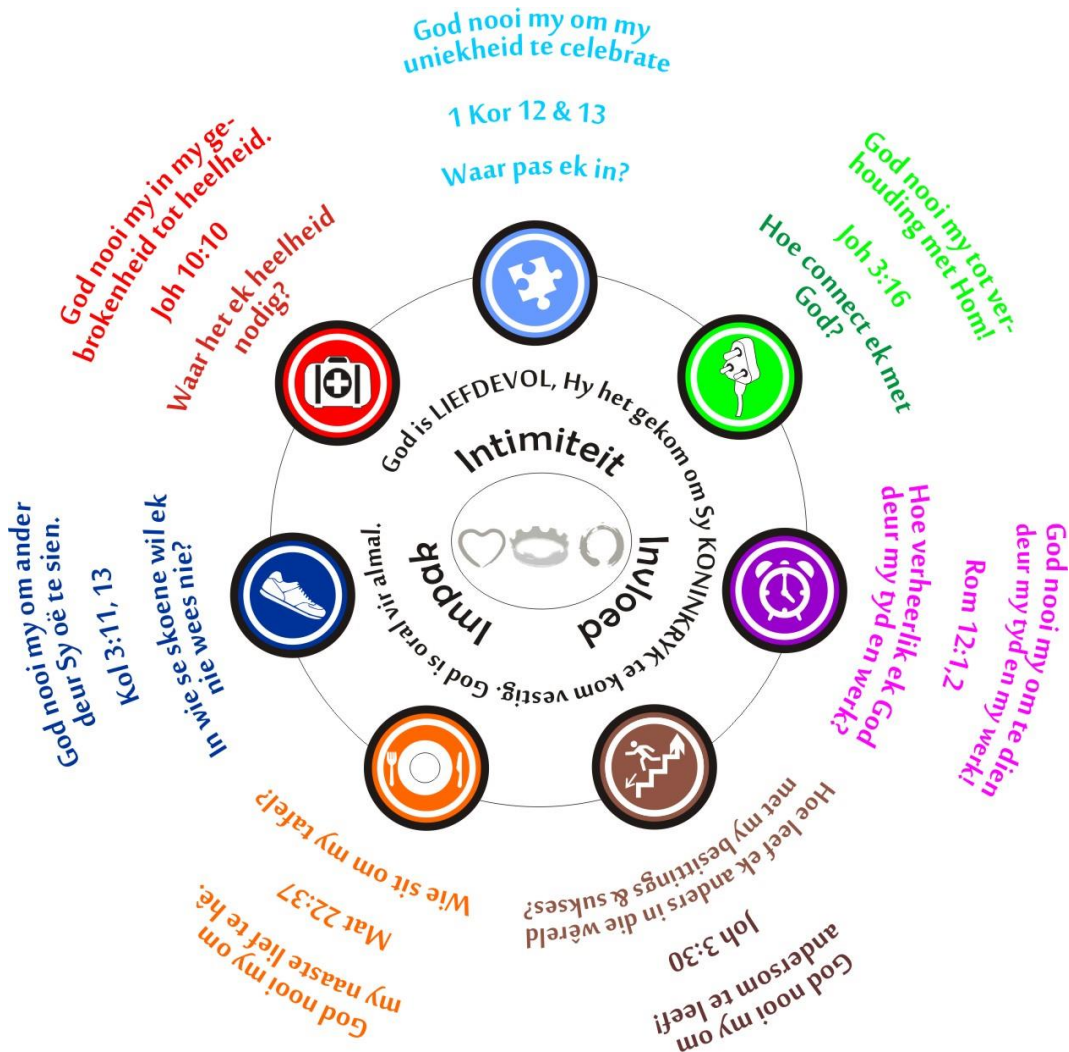 God nooi my om my
uniekheid te celebrate
1 Kor 12 & 13
Waar pas ek in?
God nooi my tot ver-
houding met Hom!
Joh 3:16
Hoe connect ek met
God?
God nooi my om te dien
deur my tyd en my werk!
Rom 12:1,2
Hoe verheerlik ek God
deur my tyd en werk?
Hoe leef ek anders in die wêreld
met my besittings & sukses?
Joh 3:30
God nooi my om
andersom te leef!
Wie sit om my tafel?
Mat 22:37
God nooi my om
my naaste lief te hê.
God nooi my om ander
deur Sy oë te sien.
Kol 3:11, 13
In wie se skoene wil ek
nie wees nie?
God nooi my in my ge-
brokenheid tot heelheid.
Joh 10:10
Waar het ek heelheid
nodig?
God is LIEFDEVOL, Hy het gekom om Sy KONINKRYK te kom vestig. God is oral vir almal.
Intimiteit
Invloed
Impak